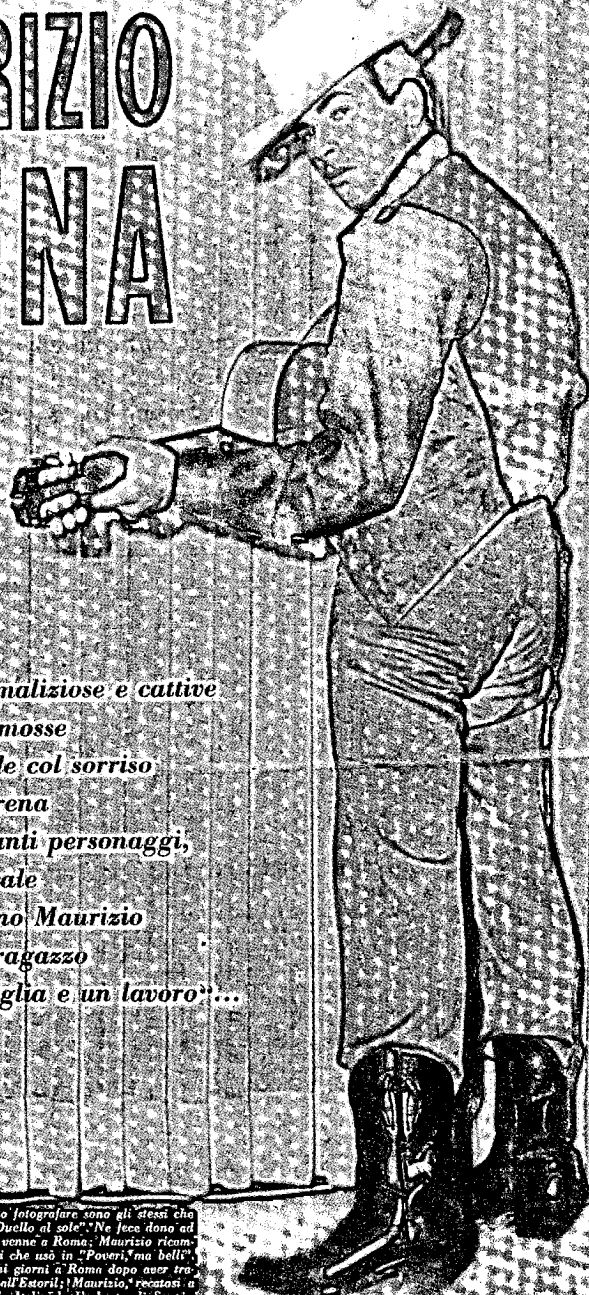 RIZIO
NA
maliziose e cattive
mosse
le col sorriso
rena
anti personaggi,
ale
no Maurizio
ragazzo
glia e un lavoro"...
o fotografare sono gli stessi che
Duello al sole". Ne fece dono ad
venne a Roma; Maurizio ricam-
i che usò in "Poveri, ma belli".
ni giorni a Roma dopo aver tra-
all'Estoril; Maurizio, recatosi a